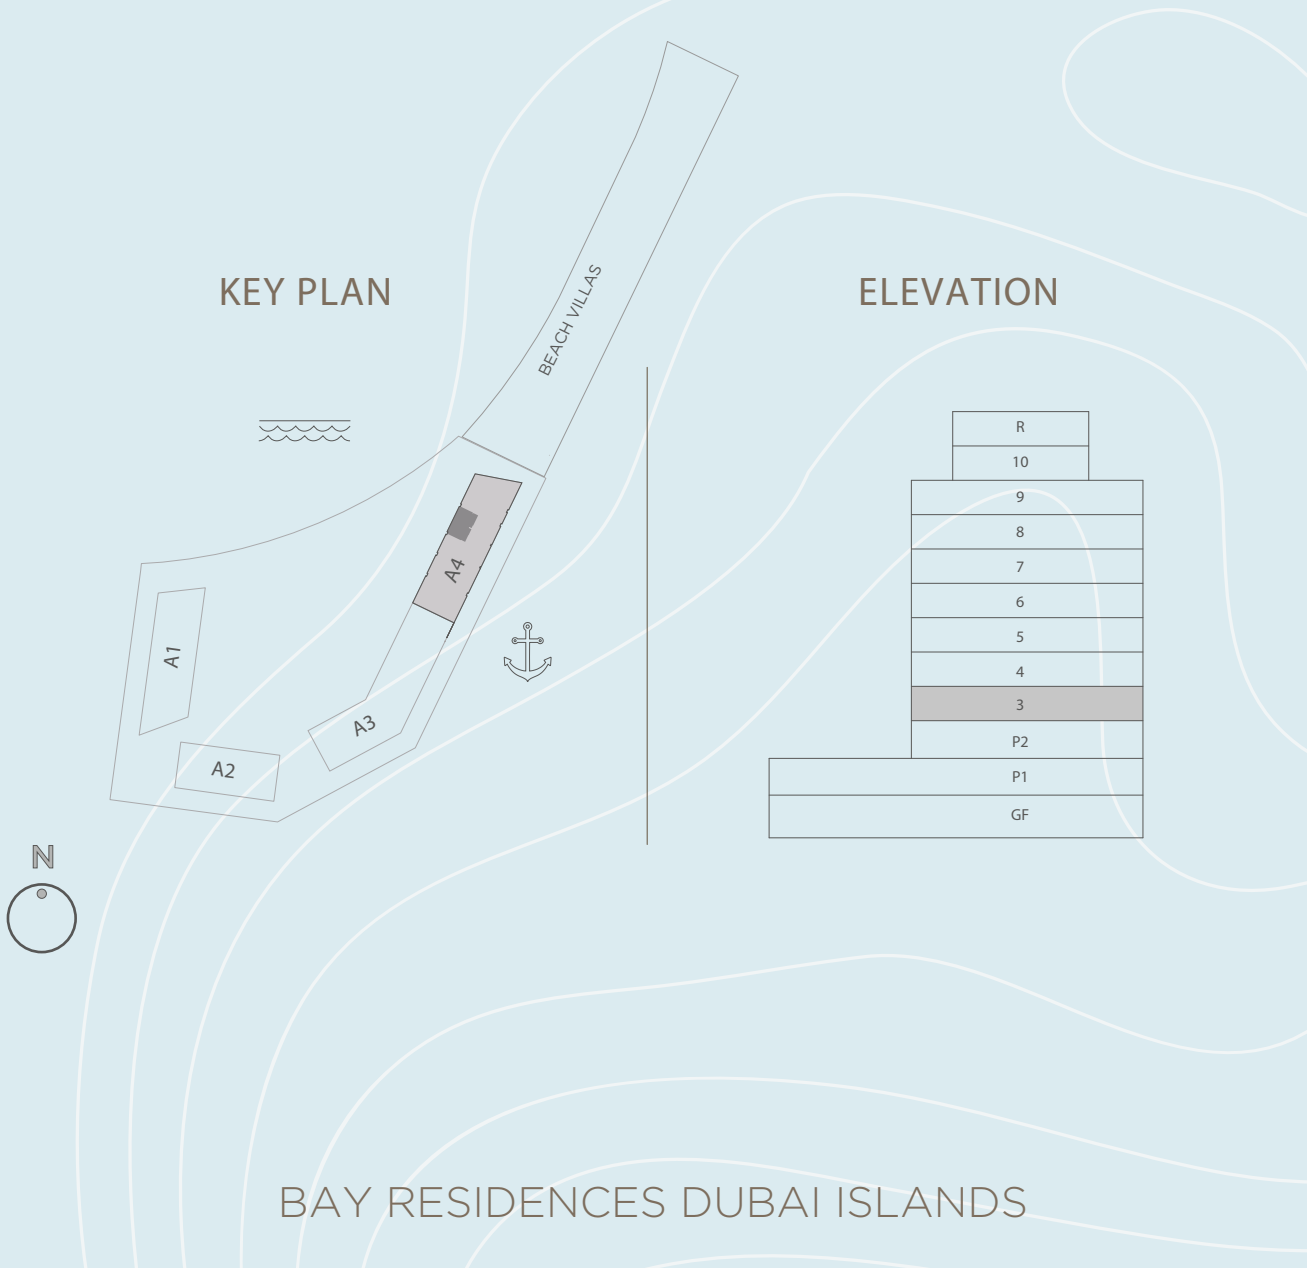 KEY PLAN
ELEVATION
BEACH VILLAS
A4
A1
A3
A2
N
R
10
9
8
7
6
5
4
3
P2
P1
GF
BAY RESIDENCES DUBAI ISLANDS